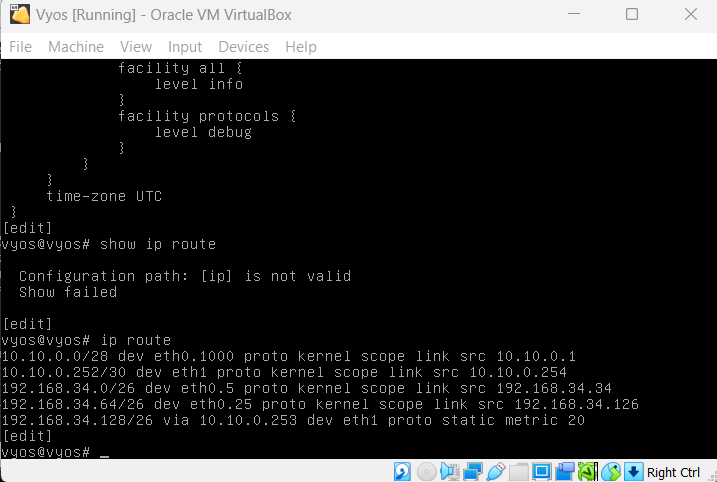 Vyos [Running] - Oracle VM VirtualBox
File Machine View Input Devices Help
facility all {
level info
}
facility protocols {
level debug
}
}
}
time-zone UTC
}
[edit]
vyos@vyos# show ip route
Configuration path: [ip] is not valid
Show failed
[edit]
vyos@vyos# ip route
10.10.0.0/28 dev eth0.1000 proto kernel scope link src 10.10.0.1
10.10.0.252/30 dev eth1 proto kernel scope link src 10.10.0.254
192.168.34.0/26 dev eth0.5 proto kernel scope link src 192.168.34.34
192.168.34.64/26 dev eth0.25 proto kernel scope link src 192.168.34.126
192.168.34.128/26 via 10.10.0.253 dev eth1 proto static metric 20
[edit]
vyos@vyos# _
Right Ctrl